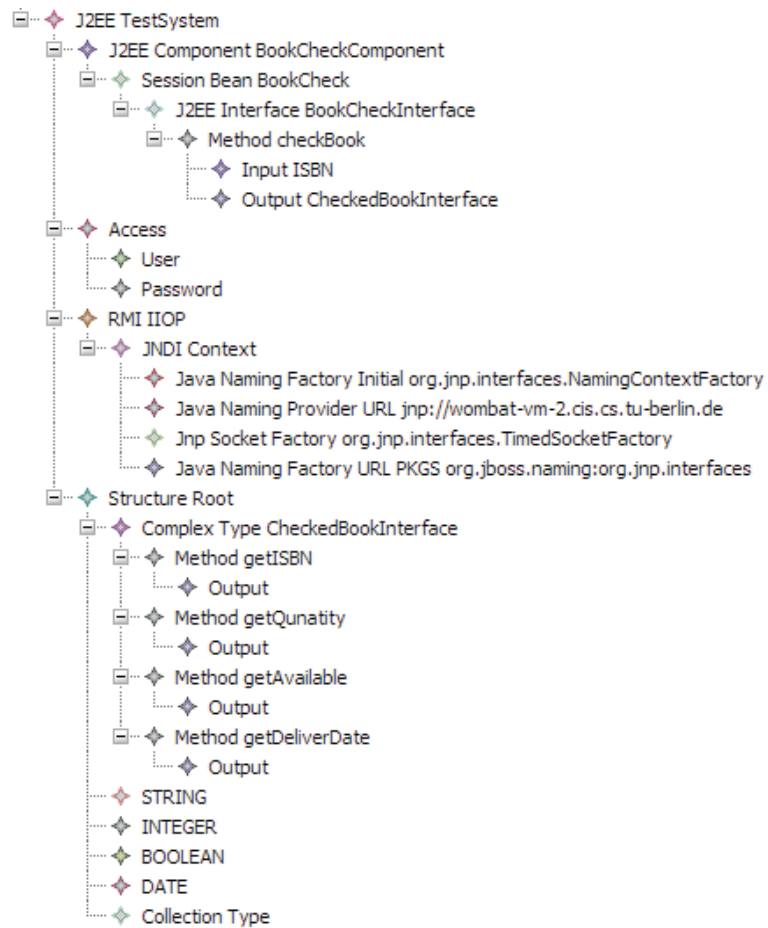 J2EE TestSystem
J2EE Component BookCheckComponent
Session Bean BookCheck
J2EE Interface BookCheckInterface
Method checkBook
Input ISBN
Output CheckedBookInterface
Access
User
Password
RMI IIOP
JNDI Context
Java Naming Factory Initial org.jnp.interfaces.NamingContextFactory
Java Naming Provider URL jnp://wombat-vm-2.cis.cs.tu-berlin.de
Jnp Socket Factory org.jnp.interfaces.TimedSocketFactory
Java Naming Factory URL PKGS org.jboss.naming:org.jnp.interfaces
Structure Root
Complex Type CheckedBookInterface
Method getISBN
Output
Method getQunatity
Output
Method getAvailable
Output
Method getDeliverDate
Output
STRING
INTEGER
BOOLEAN
DATE
Collection Type